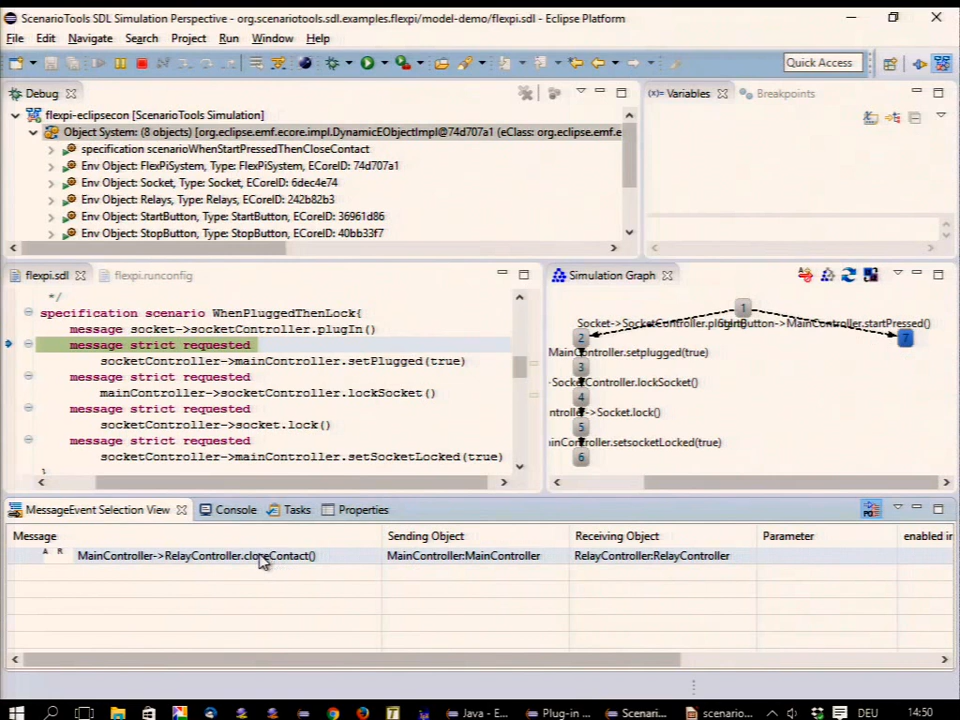 ScenarioTools SDL Simulation Perspective - org.scenariotools.sdl.examples.flexpi/model-demo/flexpi.sdl - Eclipse Platform
File Edit Navigate Search Project Run Window Help
Quick Access
Debug
(x)= Variables
Breakpoints
flexpi-eclipsecon [ScenarioTools Simulation]
Object System: (8 objects) [org.eclipse.emf.ecore.impl.DynamicEObjectImpl@74d707a1 (eClass: org.eclipse.emf.e
specification scenarioWhenStartPressedThenCloseContact
Env Object: FlexPiSystem, Type: FlexPiSystem, ECoreID: 74d707a1
Env Object: Socket, Type: Socket, ECoreID: 6dec4e74
Env Object: Relays, Type: Relays, ECoreID: 242b82b3
Env Object: StartButton, Type: StartButton, ECoreID: 36961d86
Env Object: StopButton, Type: StopButton, ECoreID: 40bb33f7
flexpi.sdl
flexpi.runconfig
*/
specification scenario WhenPluggedThenLock{
message socket->socketController.plugIn()
message strict requested
socketController->mainController.setPlugged(true)
message strict requested
mainController->socketController.lockSocket()
message strict requested
socketController->socket.lock()
message strict requested
socketController->mainController.setSocketLocked(true)
}
Simulation Graph
1
Button->MainController.startPressed()
2
7
MainController.setplugged(true)
3
SocketController.lockSocket()
4
ntroller->Socket.lock()
5
inController.setsocketLocked(true)
6
MessageEvent Selection View
Console
Tasks
Properties
Message
Sending Object
Receiving Object
Parameter
enabled in
A R
MainController->RelayController.closeContact()
MainController:MainController
RelayController:RelayController
Java - E...
Plug-in ...
Scenari...
scenario...
DEU
14:50